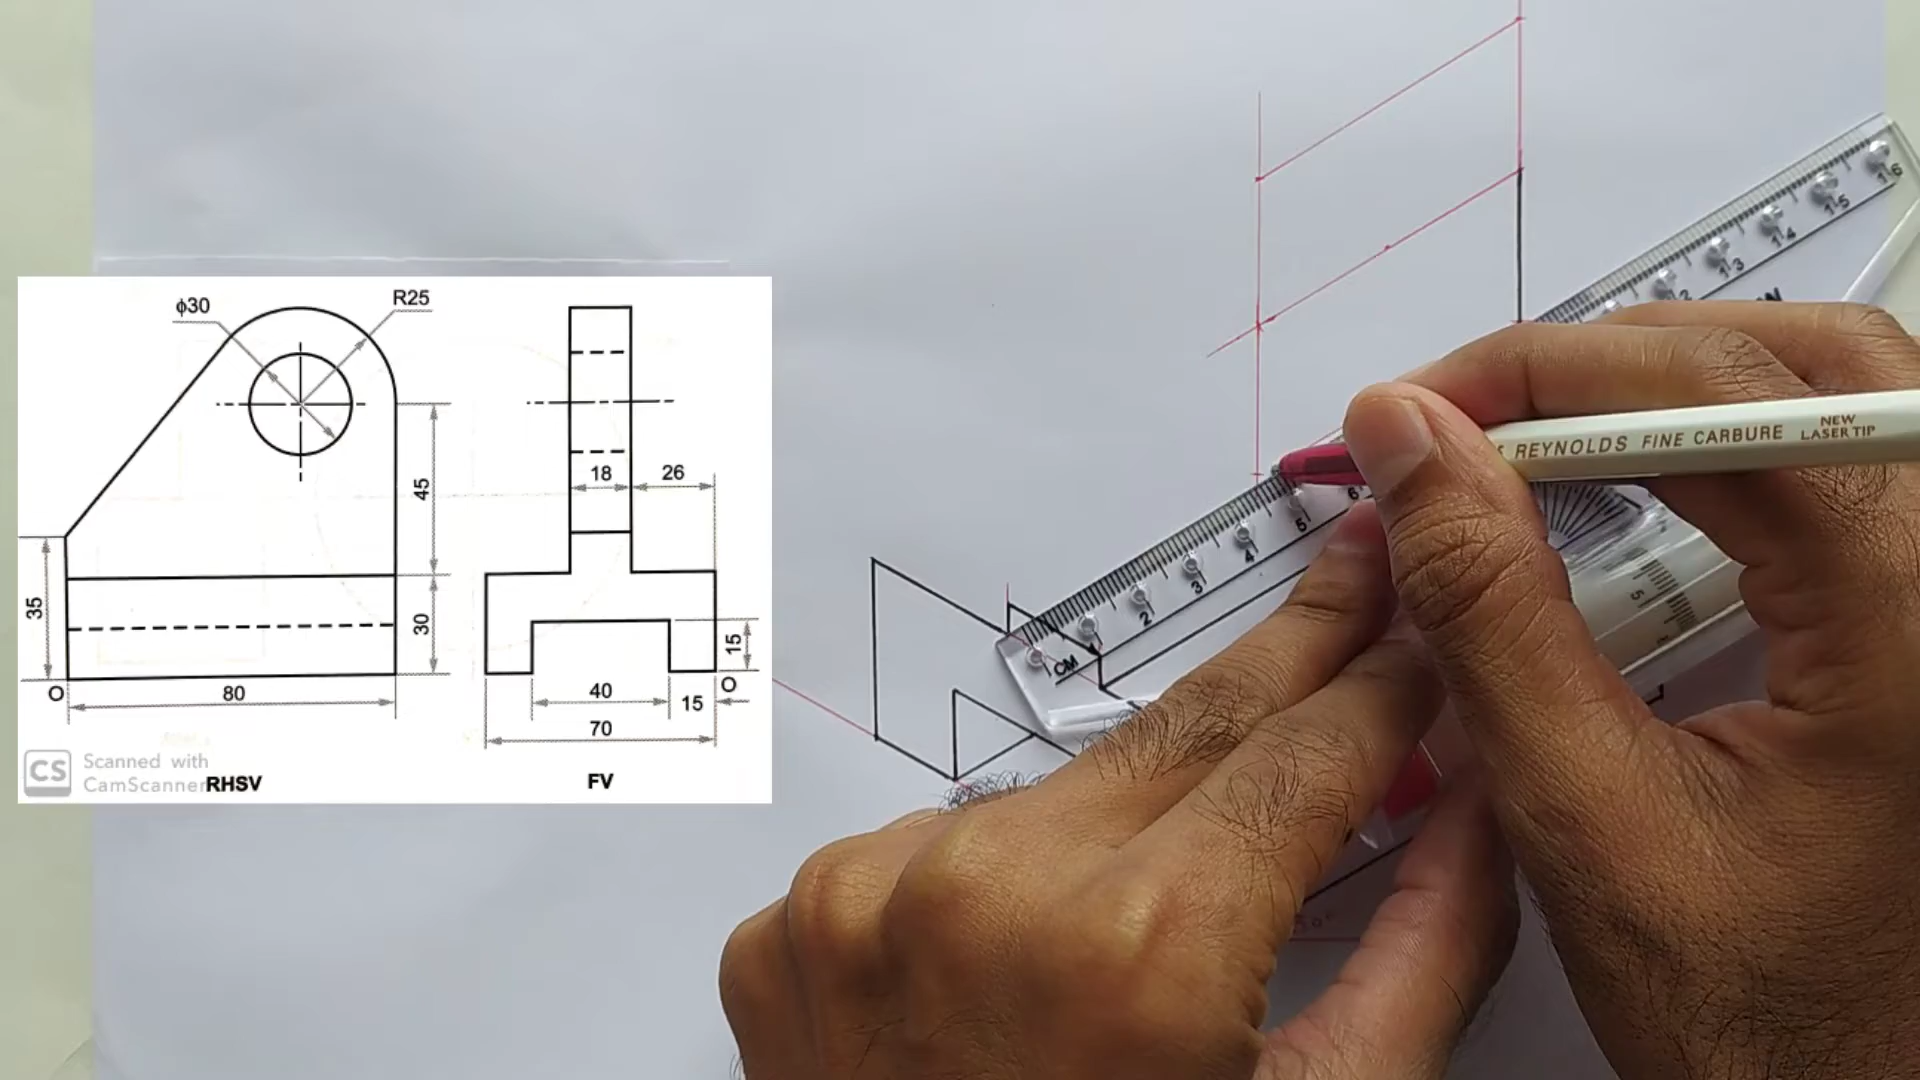 ϕ30
R25
18
26
45
35
30
15
O
80
40
15
O
70
CS Scanned with
CamScanner
RHSV
FV
REYNOLDS FINE CARBURE
NEW
LASER TIP
CM
2
3
4
5
6
12
13
14
15
16
5